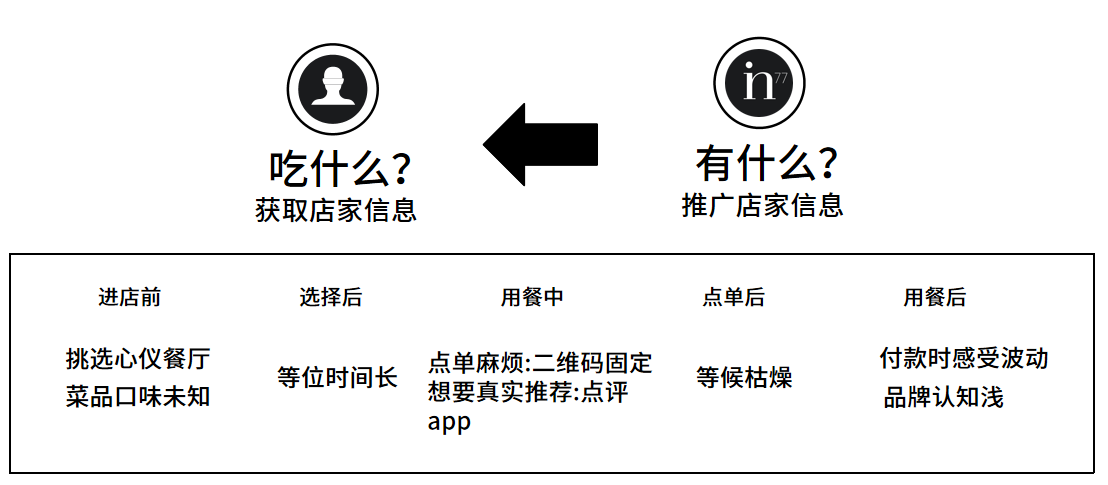 in77
吃什么？
有什么？
获取店家信息
推广店家信息
进店前
选择后
用餐中
点单后
用餐后
挑选心仪餐厅
菜品口味未知
等位时间长
点单麻烦:二维码固定
想要真实推荐:点评
app
等候枯燥
付款时感受波动
品牌认知浅